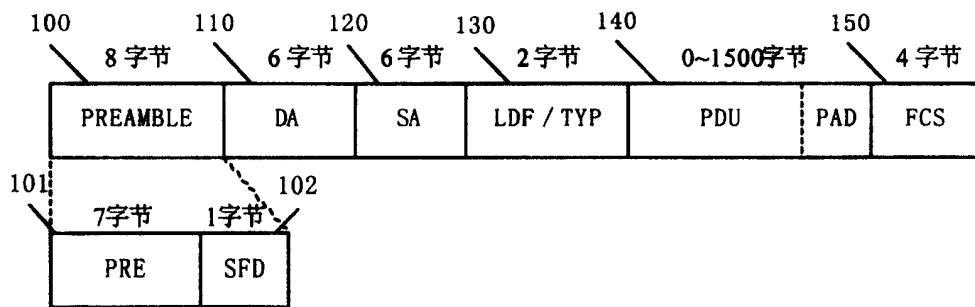 100 110 120 130 140 150
8 字节 6 字节 6字节 2字节 0~1500字节 4 字节
PREAMBLE DA SA LDF / TYP PDU PAD FCS
101 102
7字节 1字节
PRE SFD